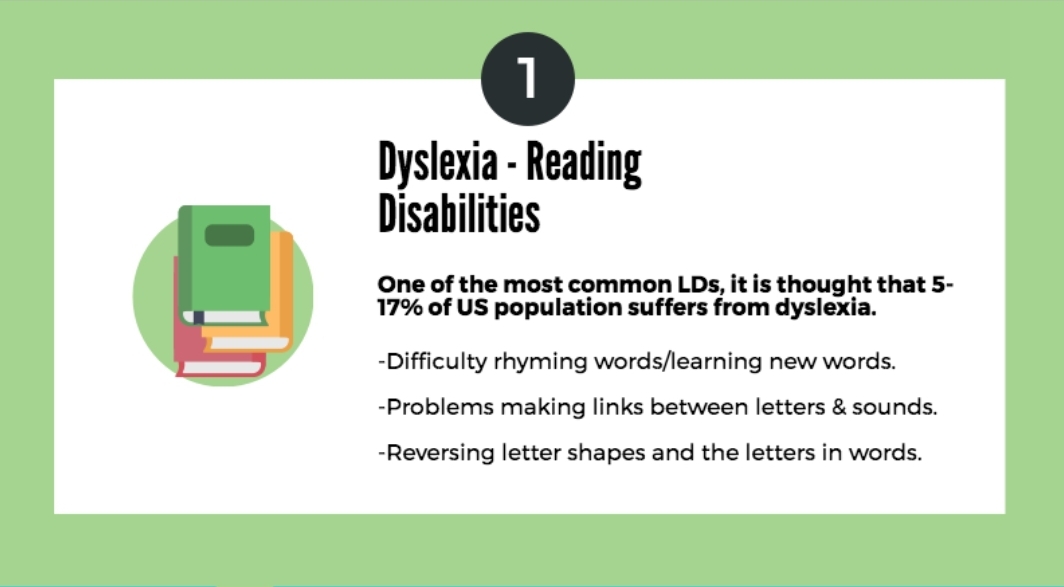 1
Dyslexia - Reading
Disabilities
One of the most common LDs, it is thought that 5-
17% of US population suffers from dyslexia.
-Difficulty rhyming words/learning new words.
-Problems making links between letters & sounds.
-Reversing letter shapes and the letters in words.